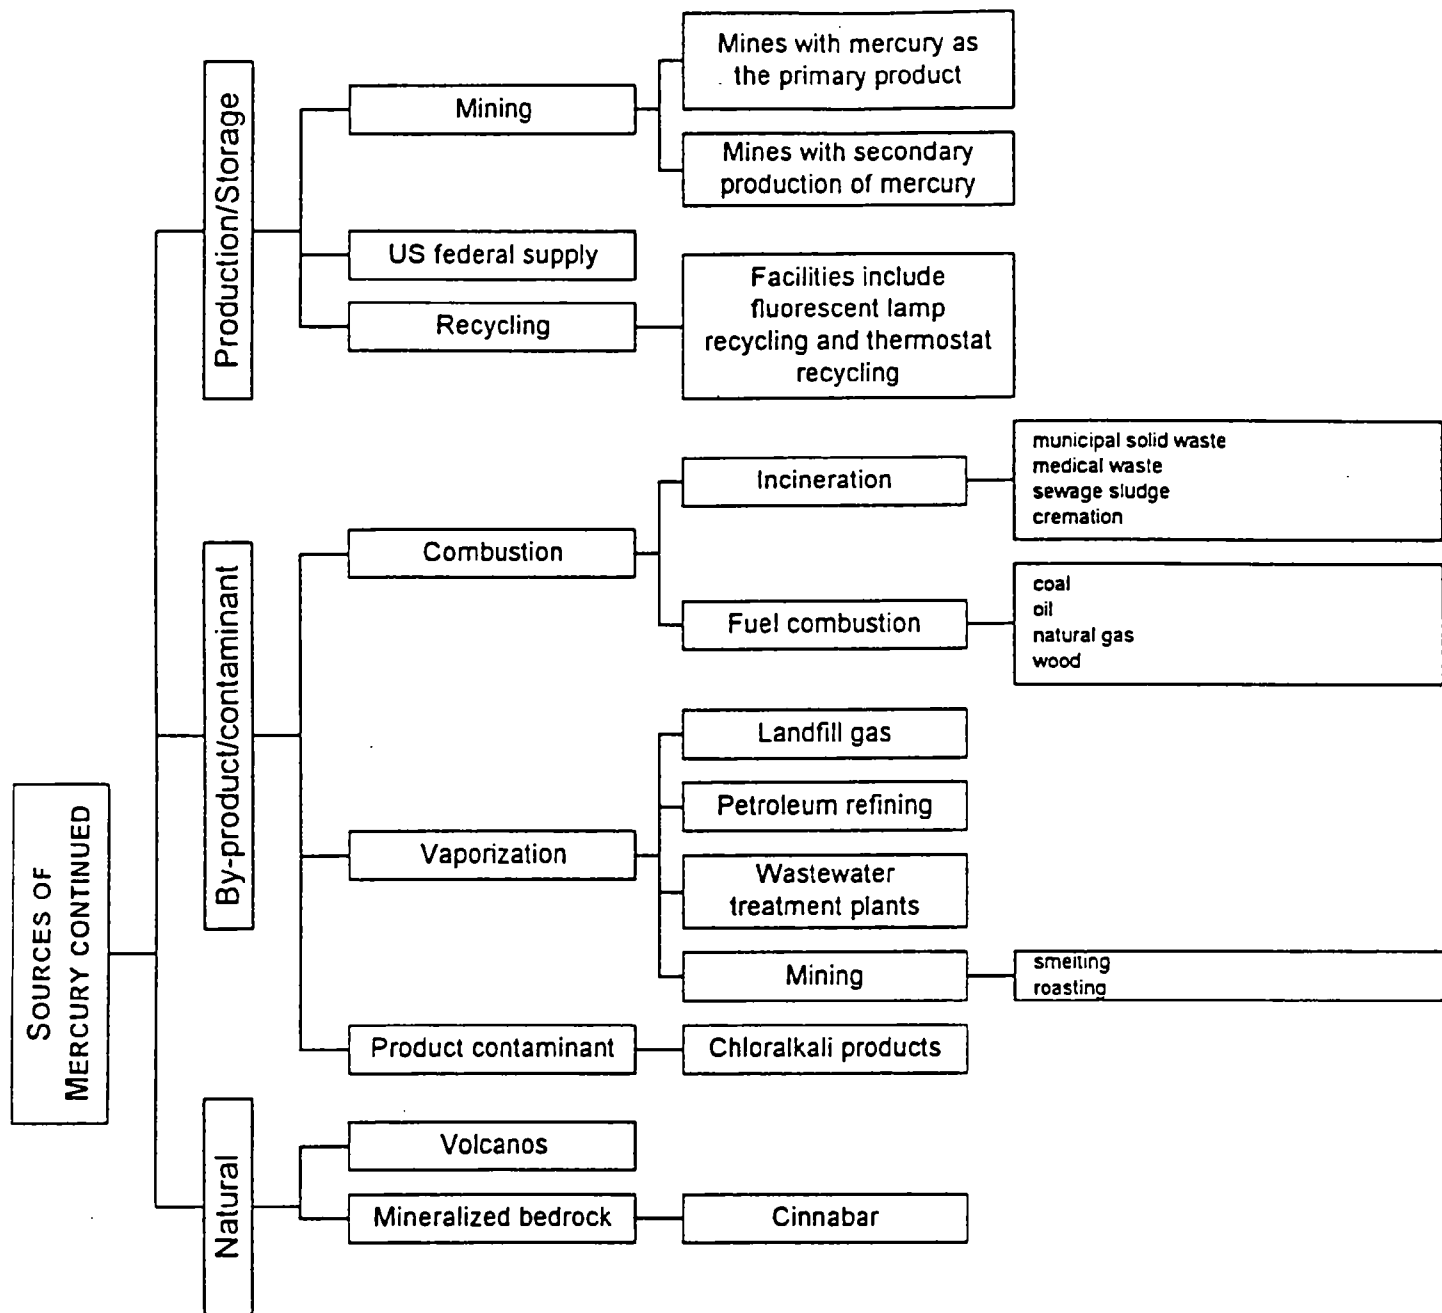 SOURCES OF
MERCURY CONTINUED
Production/Storage
Mining
Mines with mercury as
the primary product
Mines with secondary
production of mercury
US federal supply
Recycling
Facilities include
fluorescent lamp
recycling and thermostat
recycling
By-product/contaminant
Combustion
Incineration
municipal solid waste
medical waste
sewage sludge
cremation
Fuel combustion
coal
oil
natural gas
wood
Vaporization
Landfill gas
Petroleum refining
Wastewater
treatment plants
Mining
smelting
roasting
Product contaminant
Chloralkali products
Natural
Volcanos
Mineralized bedrock
Cinnabar